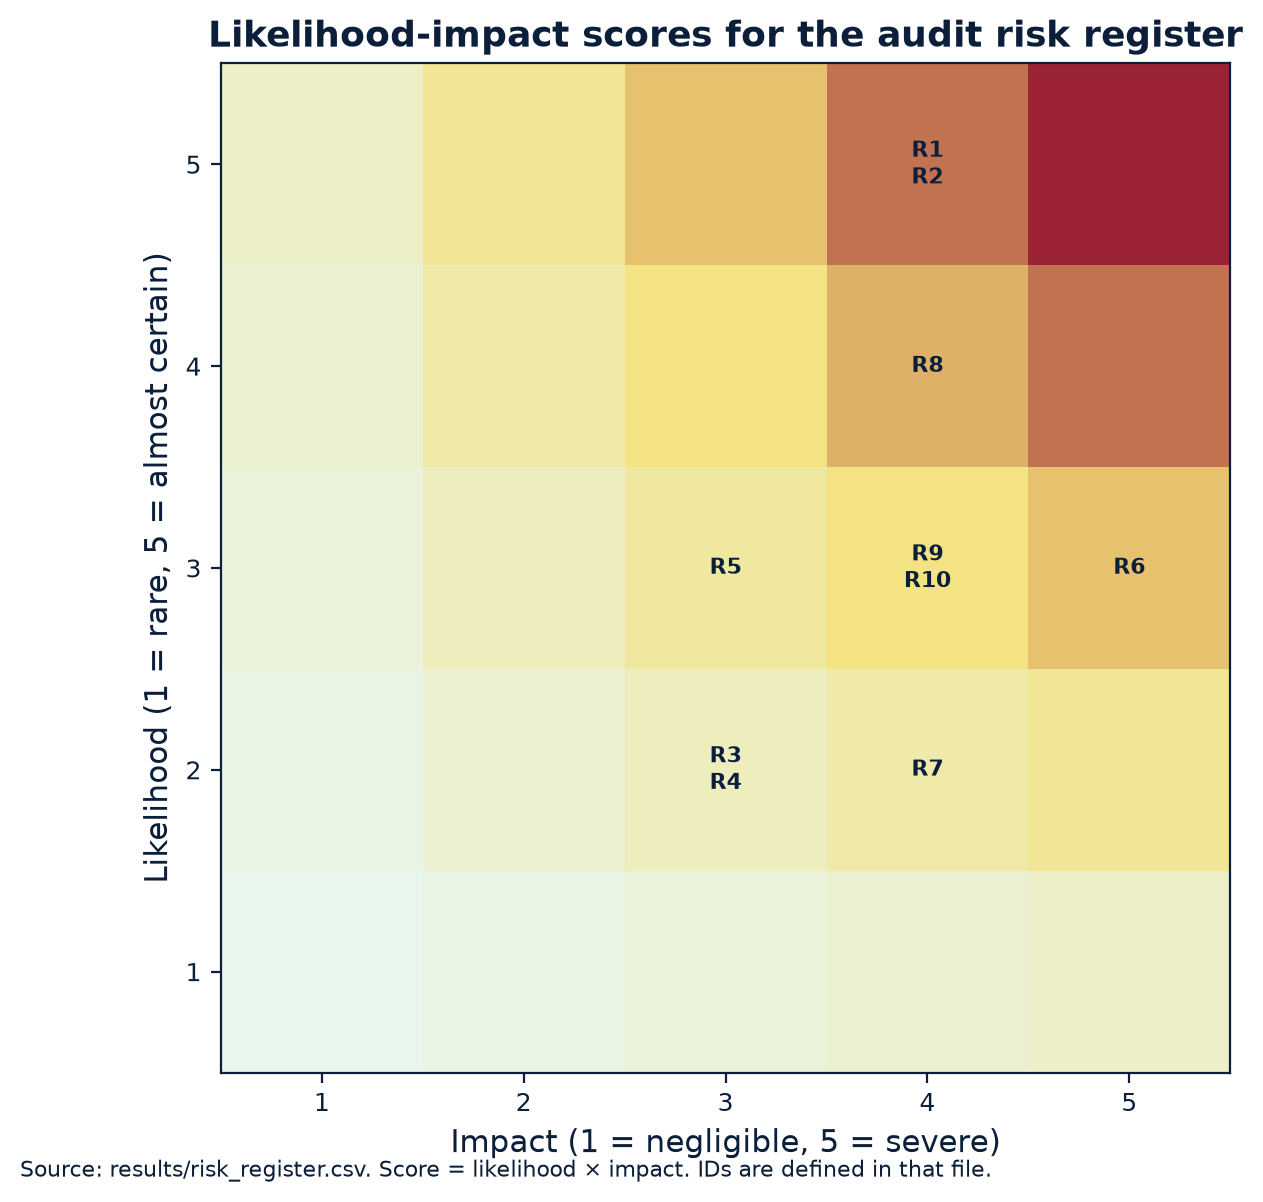 Likelihood-impact scores for the audit risk register
Likelihood (1 = rare, 5 = almost certain)
5
R1
R2
4
R8
3
R5
R9
R10
R6
2
R3
R4
R7
1
1 2 3 4 5
Impact (1 = negligible, 5 = severe)
Source: results/risk_register.csv. Score = likelihood × impact. IDs are defined in that file.